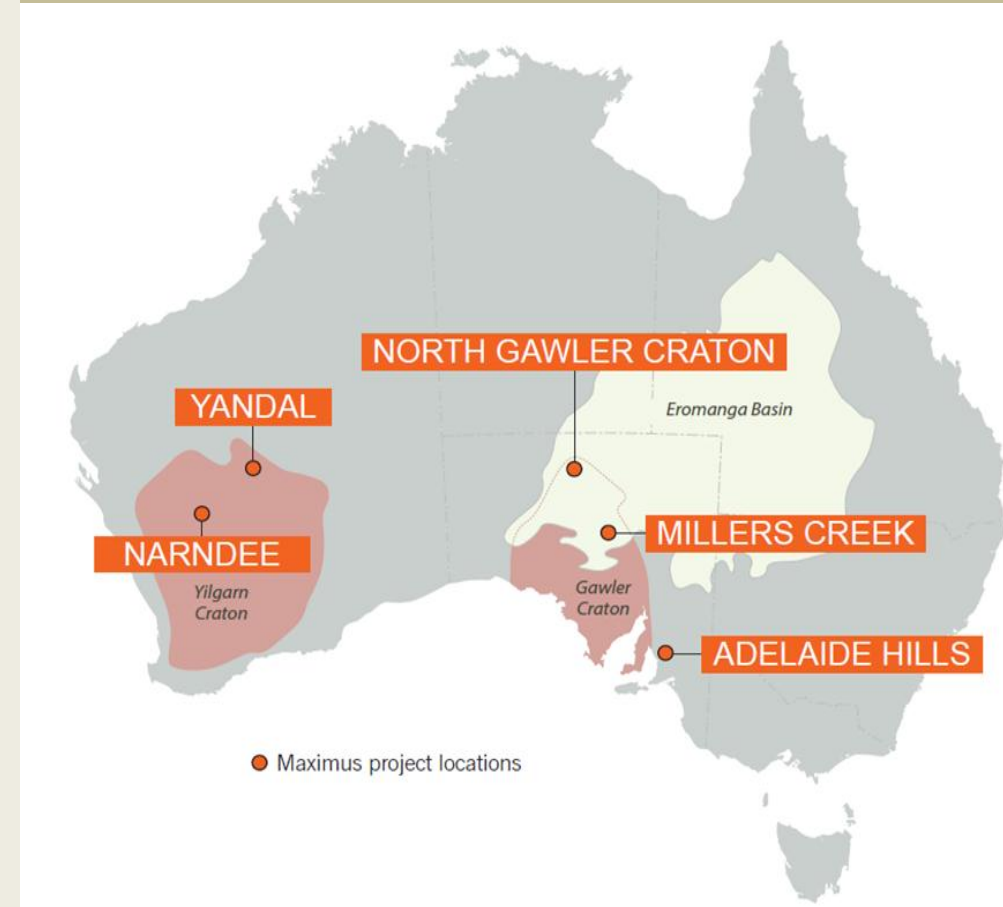 NORTH GAWLER CRATON
YANDAL
Eromanga Basin
NARNDEE
MILLERS CREEK
Yilgarn
Craton
Gawler
Craton
ADELAIDE HILLS
Maximus project locations